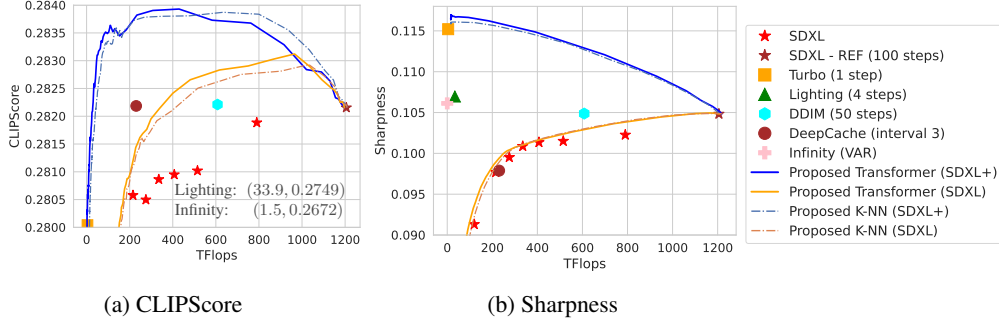 0.2840
0.2835
0.2830
0.2825
0.2820
0.2815
0.2810
0.2805
0.2800
CLIPScore
Lighting: (33.9, 0.2749)
Infinity: (1.5, 0.2672)
0 200 400 600 800 1000 1200
TFlops
(a) CLIPScore
0.115
0.110
0.105
0.100
0.095
0.090
Sharpness
0 200 400 600 800 1000 1200
TFlops
(b) Sharpness
SDXL
SDXL - REF (100 steps)
Turbo (1 step)
Lighting (4 steps)
DDIM (50 steps)
DeepCache (interval 3)
Infinity (VAR)
Proposed Transformer (SDXL+)
Proposed Transformer (SDXL)
Proposed K-NN (SDXL+)
Proposed K-NN (SDXL)